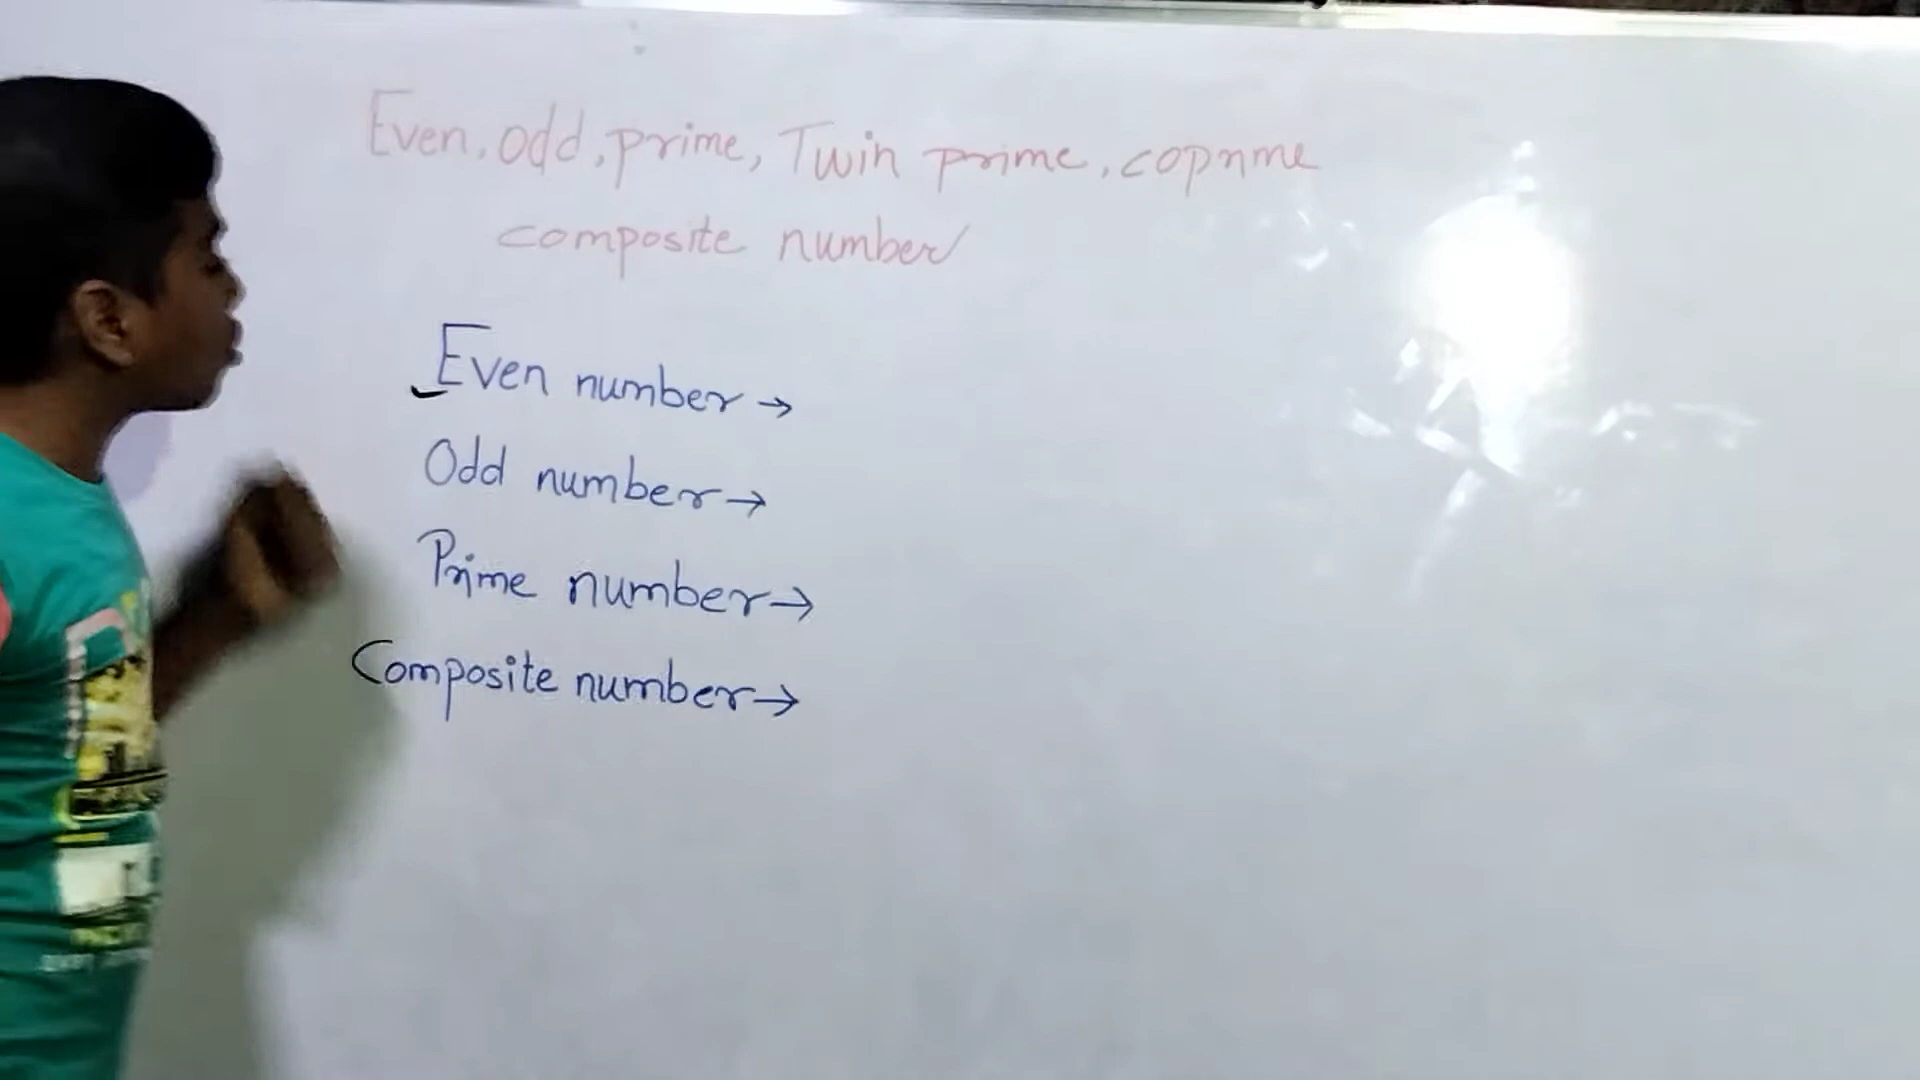 Even, odd, prime, Twin prime, coprime
composite number
Even number →
Odd number →
Prime number →
Composite number →